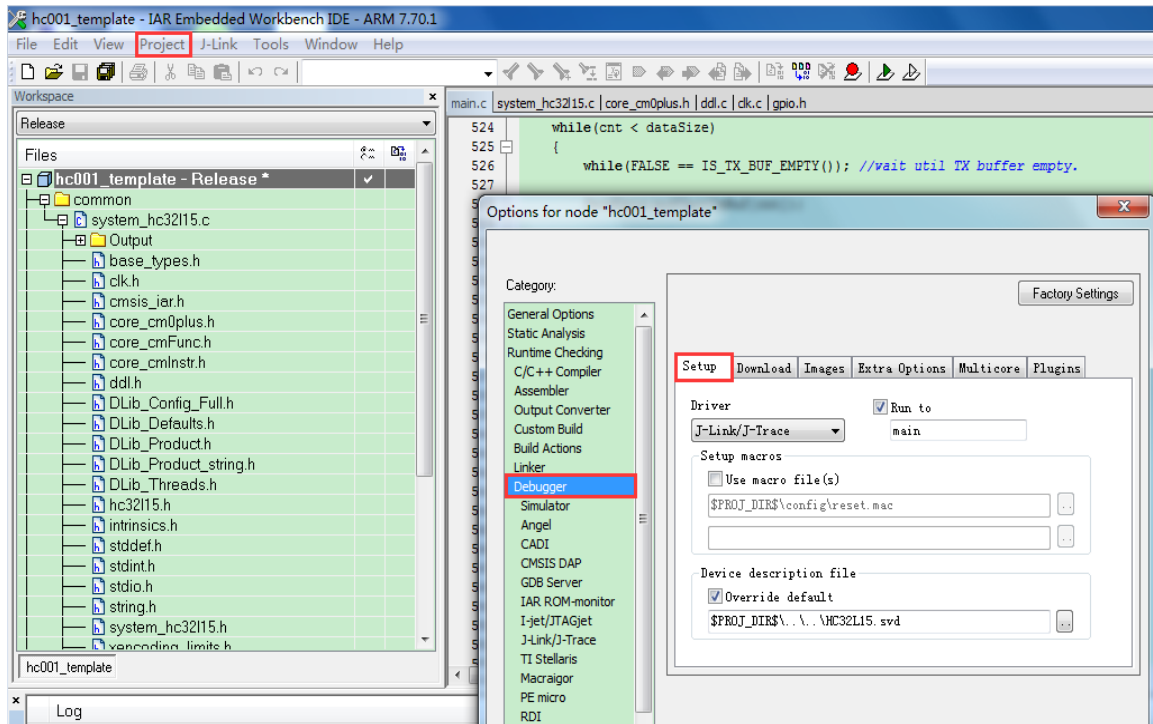 hc001_template - IAR Embedded Workbench IDE - ARM 7.70.1
File Edit View Project J-Link Tools Window Help
Workspace
Release
Files
hc001_template - Release *
common
system_hc32l15.c
Output
base_types.h
clk.h
cmsis_iar.h
core_cm0plus.h
core_cmFunc.h
core_cmInstr.h
ddl.h
DLib_Config_Full.h
DLib_Defaults.h
DLib_Product.h
DLib_Product_string.h
DLib_Threads.h
hc32l15.h
intrinsics.h
stddef.h
stdint.h
stdio.h
string.h
system_hc32l15.h
xencoding_limits.h
hc001_template
Log
main.c system_hc32l15.c core_cm0plus.h ddl.c clk.c gpio.h
524 while(cnt < dataSize)
525 {
526 while(FALSE == IS_TX_BUF_EMPTY()); //wait util TX buffer empty.
527
Options for node "hc001_template"
Category:
General Options
Static Analysis
Runtime Checking
C/C++ Compiler
Assembler
Output Converter
Custom Build
Build Actions
Linker
Debugger
Simulator
Angel
CADI
CMSIS DAP
GDB Server
IAR ROM-monitor
I-jet/JTAGjet
J-Link/J-Trace
TI Stellaris
Macraigor
PE micro
RDI
Factory Settings
Setup Download Images Extra Options Multicore Plugins
Driver
J-Link/J-Trace
Run to
main
Setup macros
Use macro file(s)
$PROJ_DIR$\config\reset.mac
..
..
Device description file
Override default
$PROJ_DIR$\..\..\HC32L15.svd
..